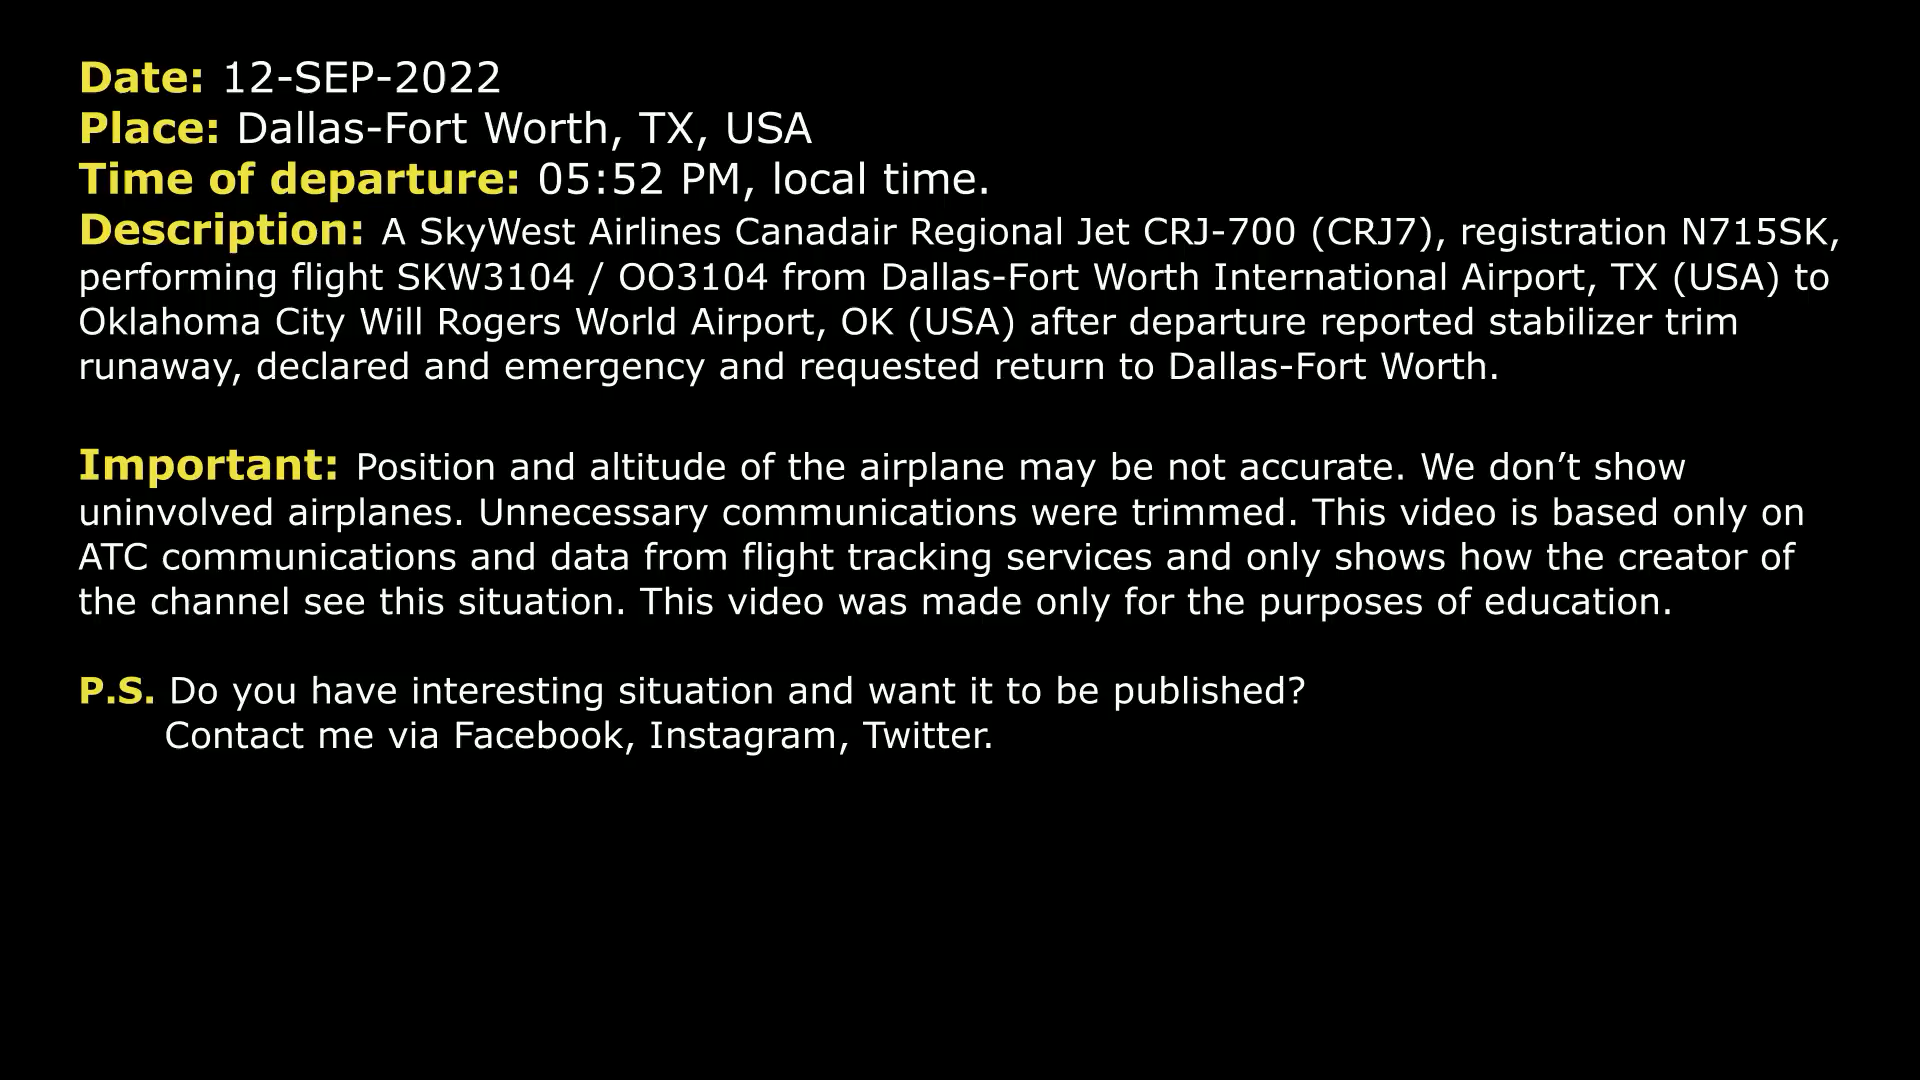 Date: 12-SEP-2022
Place: Dallas-Fort Worth, TX, USA
Time of departure: 05:52 PM, local time.
Description: A SkyWest Airlines Canadair Regional Jet CRJ-700 (CRJ7), registration N715SK,
performing flight SKW3104 / OO3104 from Dallas-Fort Worth International Airport, TX (USA) to
Oklahoma City Will Rogers World Airport, OK (USA) after departure reported stabilizer trim
runaway, declared and emergency and requested return to Dallas-Fort Worth.
Important: Position and altitude of the airplane may be not accurate. We don’t show
uninvolved airplanes. Unnecessary communications were trimmed. This video is based only on
ATC communications and data from flight tracking services and only shows how the creator of
the channel see this situation. This video was made only for the purposes of education.
P.S. Do you have interesting situation and want it to be published?
Contact me via Facebook, Instagram, Twitter.